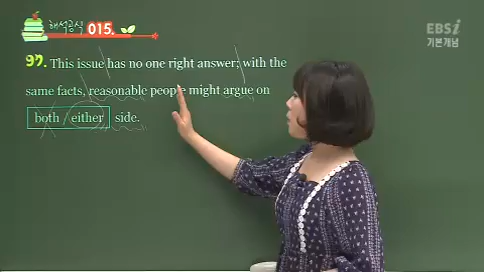 해석공식 015.
EBSi
기본개념
97. This issue has no one right answer; with the
same facts, reasonable people might argue on
both / either side.